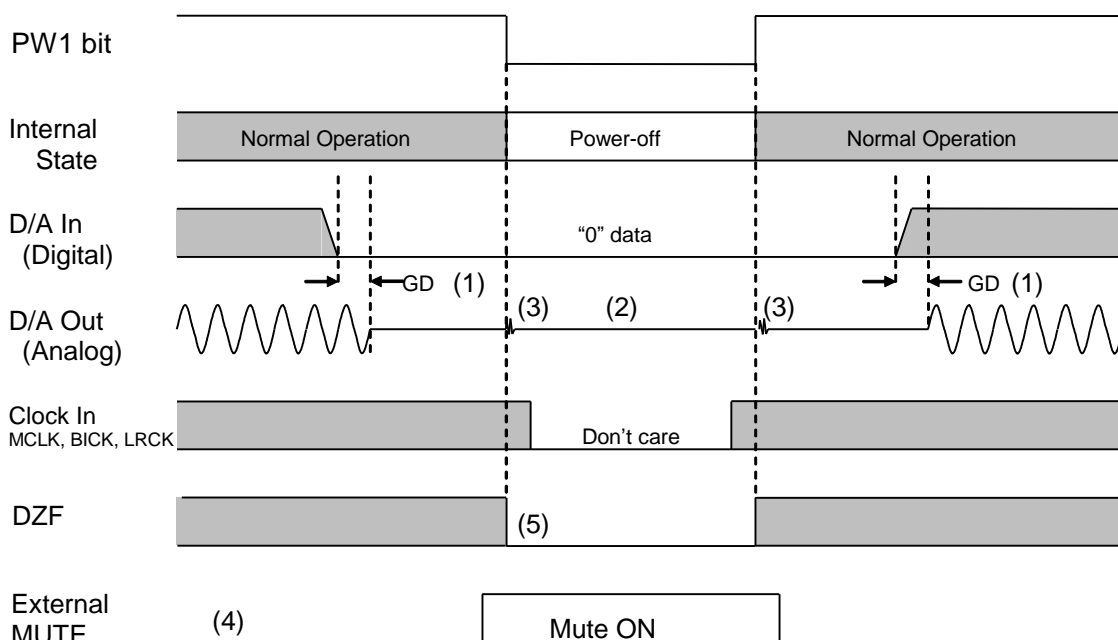 PW1 bit
Internal
State
Normal Operation
Power-off
Normal Operation
D/A In
(Digital)
“0” data
GD (1)
GD (1)
D/A Out
(Analog)
(3)
(2)
(3)
Clock In
MCLK, BICK, LRCK
Don’t care
DZF
(5)
External
MUTE
(4)
Mute ON